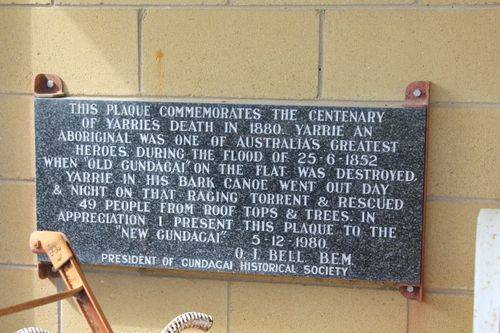 THIS PLAQUE COMMEMORATES THE CENTENARY
OF YARRIES DEATH IN 1880. YARRIE AN
ABORIGINAL WAS ONE OF AUSTRALIA'S GREATEST
HEROES. DURING THE FLOOD OF 25-6-1852
WHEN "OLD GUNDAGAI" ON THE FLAT WAS DESTROYED.
YARRIE IN HIS BARK CANOE WENT OUT DAY
& NIGHT ON THAT RAGING TORRENT & RESCUED
49 PEOPLE FROM ROOF TOPS & TREES. IN
APPRECIATION I PRESENT THIS PLAQUE TO THE
"NEW GUNDAGAI". 5-12-1980.
O. I. BELL B.E.M.
PRESIDENT OF GUNDAGAI HISTORICAL SOCIETY